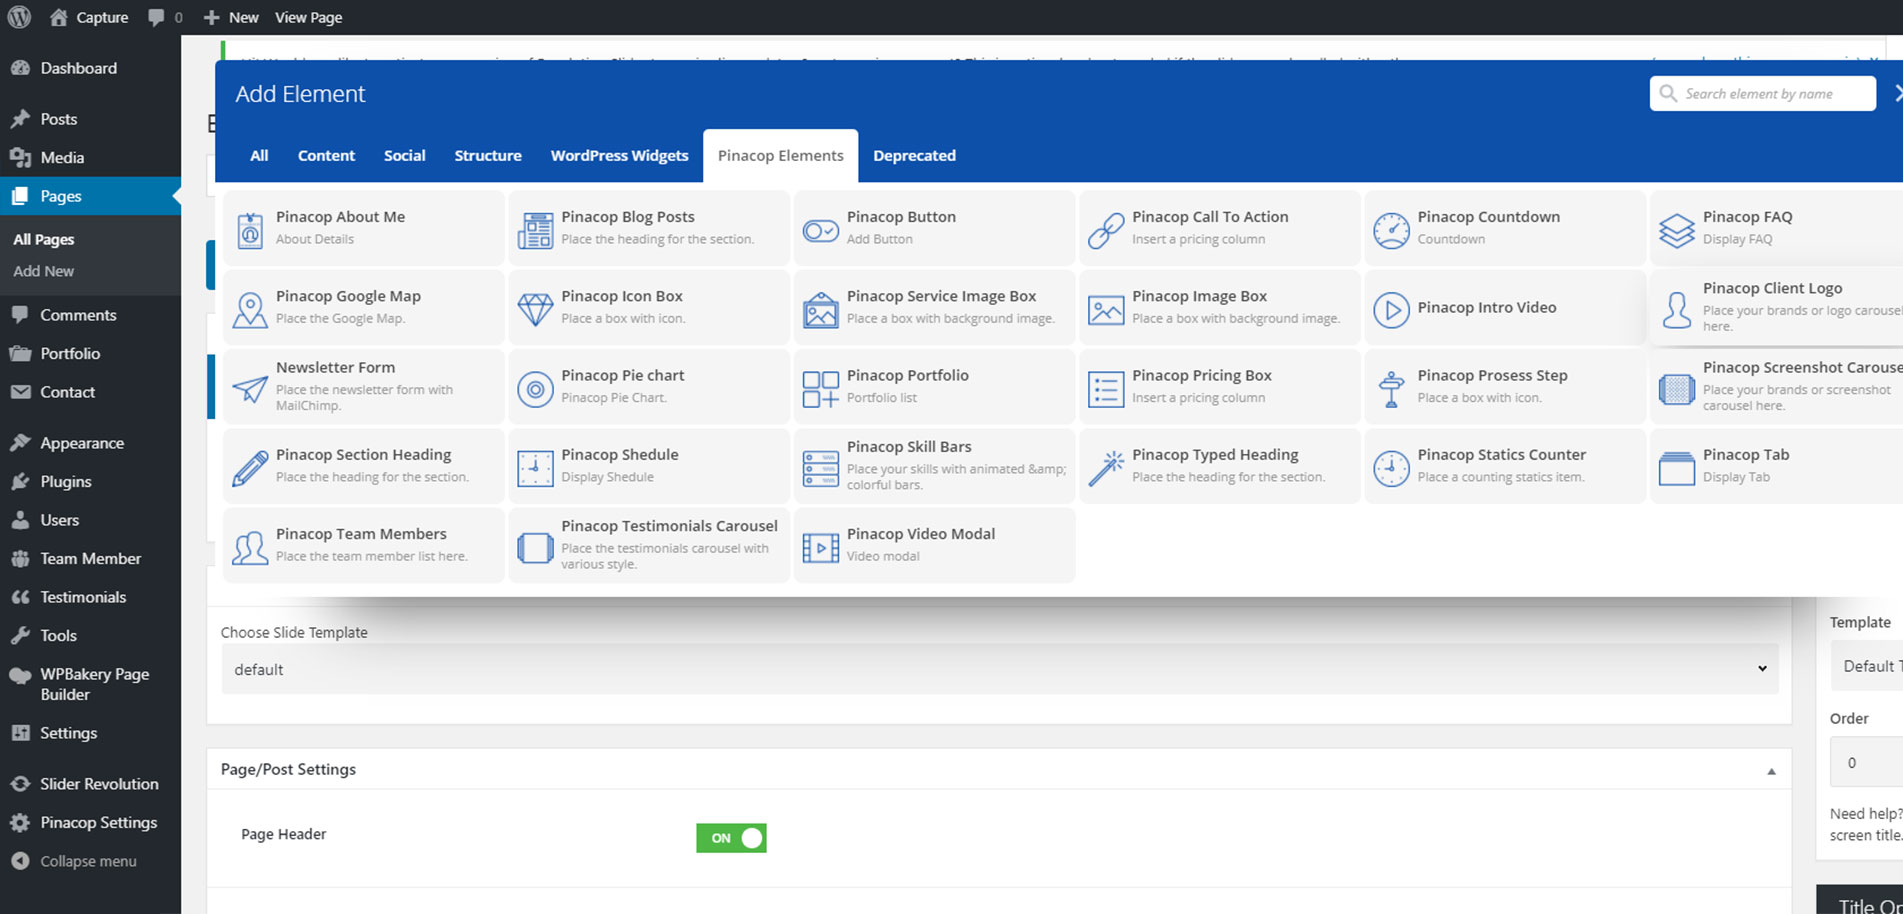 Capture 0 New View Page
Dashboard
Posts
Media
Pages
All Pages
Add New
Comments
Portfolio
Contact
Appearance
Plugins
Users
Team Member
Testimonials
Tools
WPBakery Page
Builder
Settings
Slider Revolution
Pinacop Settings
Collapse menu
Add Element
Search element by name
All Content Social Structure WordPress Widgets Pinacop Elements Deprecated
Pinacop About Me
About Details
Pinacop Blog Posts
Place the heading for the section.
Pinacop Button
Add Button
Pinacop Call To Action
Insert a pricing column
Pinacop Countdown
Countdown
Pinacop FAQ
Display FAQ
Pinacop Google Map
Place the Google Map.
Pinacop Icon Box
Place a box with icon.
Pinacop Service Image Box
Place a box with background image.
Pinacop Image Box
Place a box with background image.
Pinacop Intro Video
Pinacop Client Logo
Place your brands or logo carousel
here.
Newsletter Form
Place the newsletter form with
MailChimp.
Pinacop Pie chart
Pinacop Pie Chart.
Pinacop Portfolio
Portfolio list
Pinacop Pricing Box
Insert a pricing column
Pinacop Prosess Step
Place a box with icon.
Pinacop Screenshot Carouse
Place your brands or screenshot
carousel here.
Pinacop Section Heading
Place the heading for the section.
Pinacop Shedule
Display Shedule
Pinacop Skill Bars
Place your skills with animated &amp;
colorful bars.
Pinacop Typed Heading
Place the heading for the section.
Pinacop Statics Counter
Place a counting statics item.
Pinacop Tab
Display Tab
Pinacop Team Members
Place the team member list here.
Pinacop Testimonials Carousel
Place the testimonials carousel with
various style.
Pinacop Video Modal
Video modal
Choose Slide Template
default
Page/Post Settings
Page Header
ON
Template
Default T
Order
0
Need help?
screen title.
Title Op